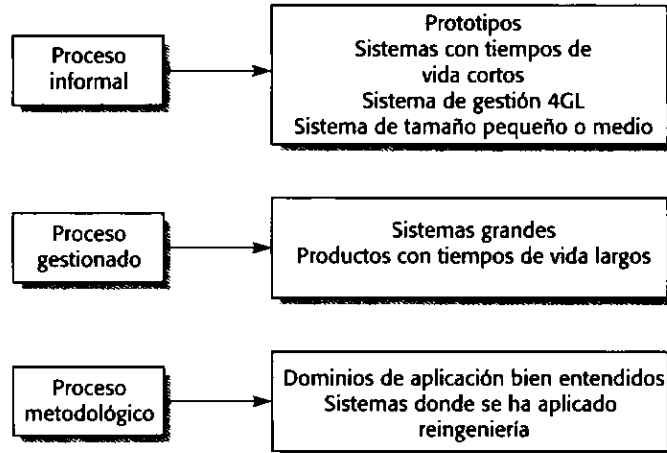 Proceso
informal
Prototipos
Sistemas con tiempos de
vida cortos
Sistema de gestión 4GL
Sistema de tamaño pequeño o medio
Proceso
gestionado
Sistemas grandes
Productos con tiempos de vida largos
Proceso
metodológico
Dominios de aplicación bien entendidos
Sistemas donde se ha aplicado
reingeniería